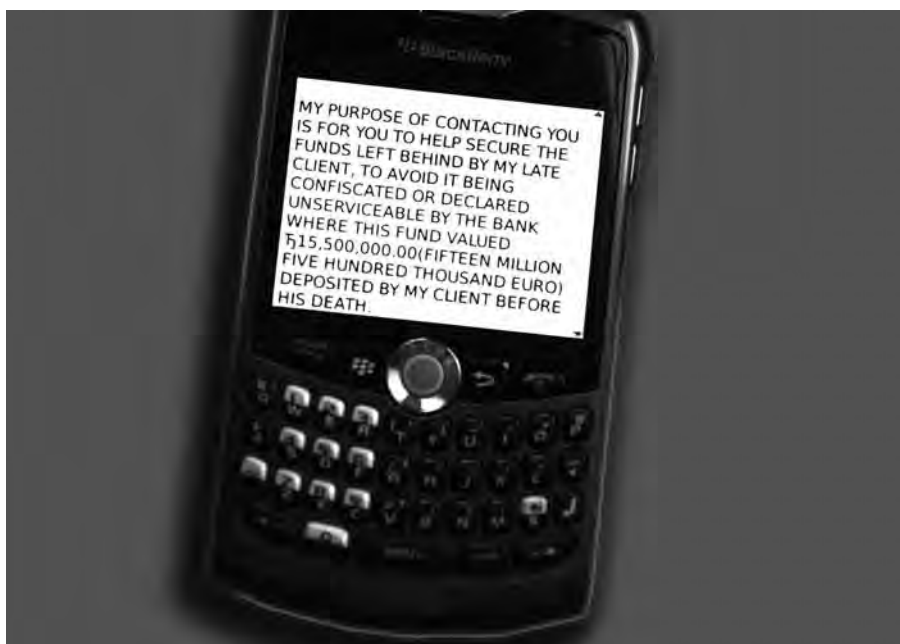 BlackBerry
MY PURPOSE OF CONTACTING YOU
IS FOR YOU TO HELP SECURE THE
FUNDS LEFT BEHIND BY MY LATE
CLIENT, TO AVOID IT BEING
CONFISCATED OR DECLARED
UNSERVICEABLE BY THE BANK
WHERE THIS FUND VALUED
Ђ15,500,000.00(FIFTEEN MILLION
FIVE HUNDRED THOUSAND EURO)
DEPOSITED BY MY CLIENT BEFORE
HIS DEATH.